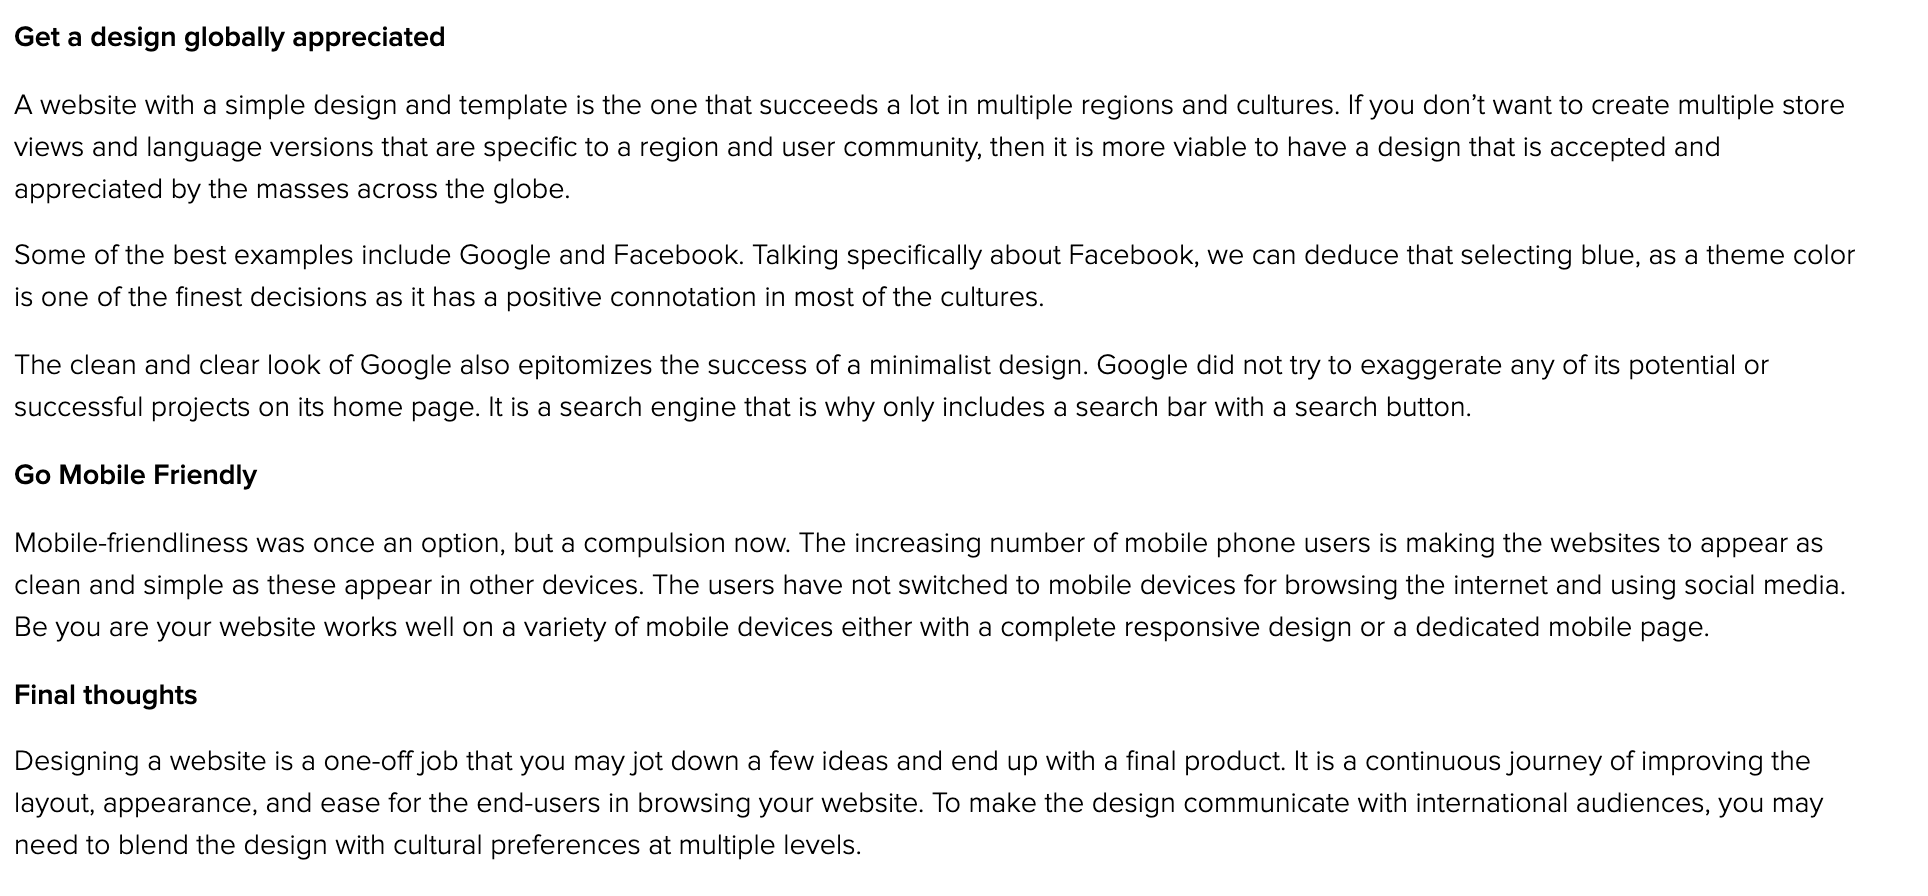 Get a design globally appreciated
A website with a simple design and template is the one that succeeds a lot in multiple regions and cultures. If you don’t want to create multiple store
views and language versions that are specific to a region and user community, then it is more viable to have a design that is accepted and
appreciated by the masses across the globe.
Some of the best examples include Google and Facebook. Talking specifically about Facebook, we can deduce that selecting blue, as a theme color
is one of the finest decisions as it has a positive connotation in most of the cultures.
The clean and clear look of Google also epitomizes the success of a minimalist design. Google did not try to exaggerate any of its potential or
successful projects on its home page. It is a search engine that is why only includes a search bar with a search button.
Go Mobile Friendly
Mobile-friendliness was once an option, but a compulsion now. The increasing number of mobile phone users is making the websites to appear as
clean and simple as these appear in other devices. The users have not switched to mobile devices for browsing the internet and using social media.
Be you are your website works well on a variety of mobile devices either with a complete responsive design or a dedicated mobile page.
Final thoughts
Designing a website is a one-off job that you may jot down a few ideas and end up with a final product. It is a continuous journey of improving the
layout, appearance, and ease for the end-users in browsing your website. To make the design communicate with international audiences, you may
need to blend the design with cultural preferences at multiple levels.